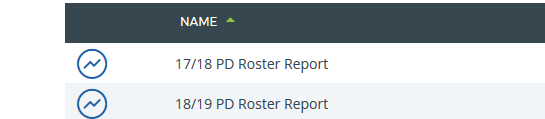 NAME
17/18 PD Roster Report
18/19 PD Roster Report